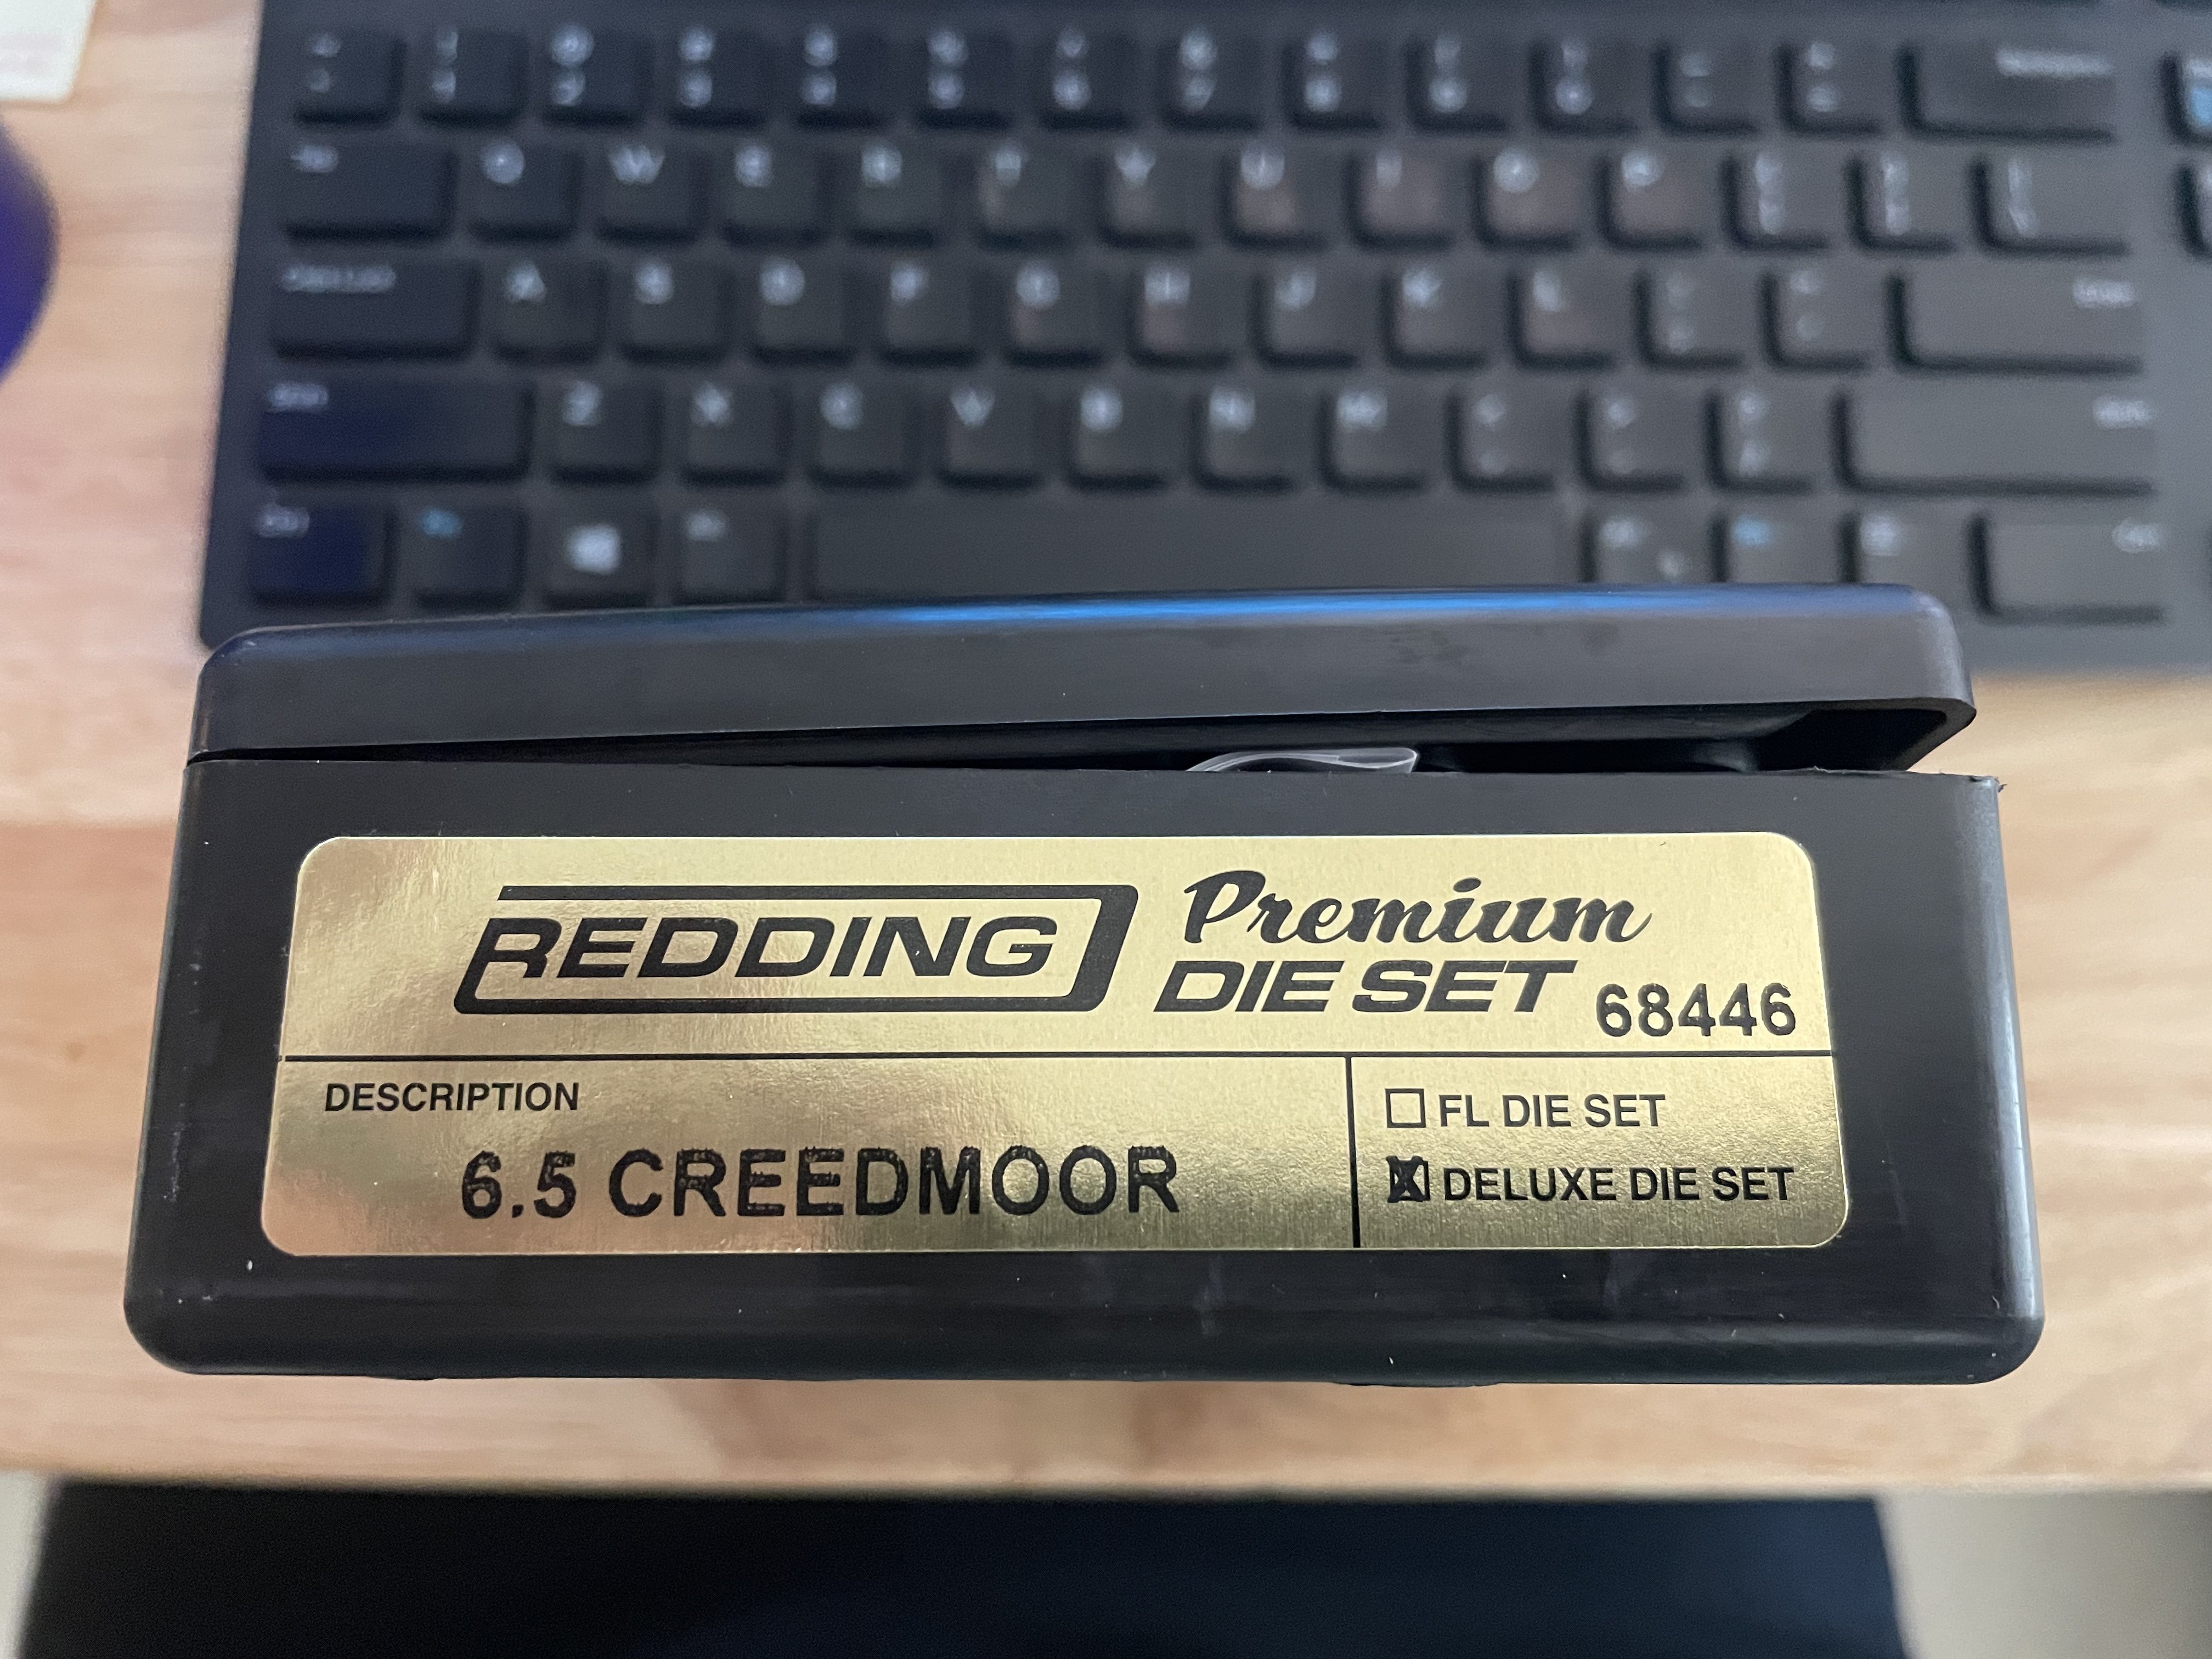 Q W E R T Y U I O P
A S D F G H J K L
Z X C V B N M
REDDING Premium
DIE SET 68446
DESCRIPTION
6.5 CREEDMOOR
FL DIE SET
DELUXE DIE SET